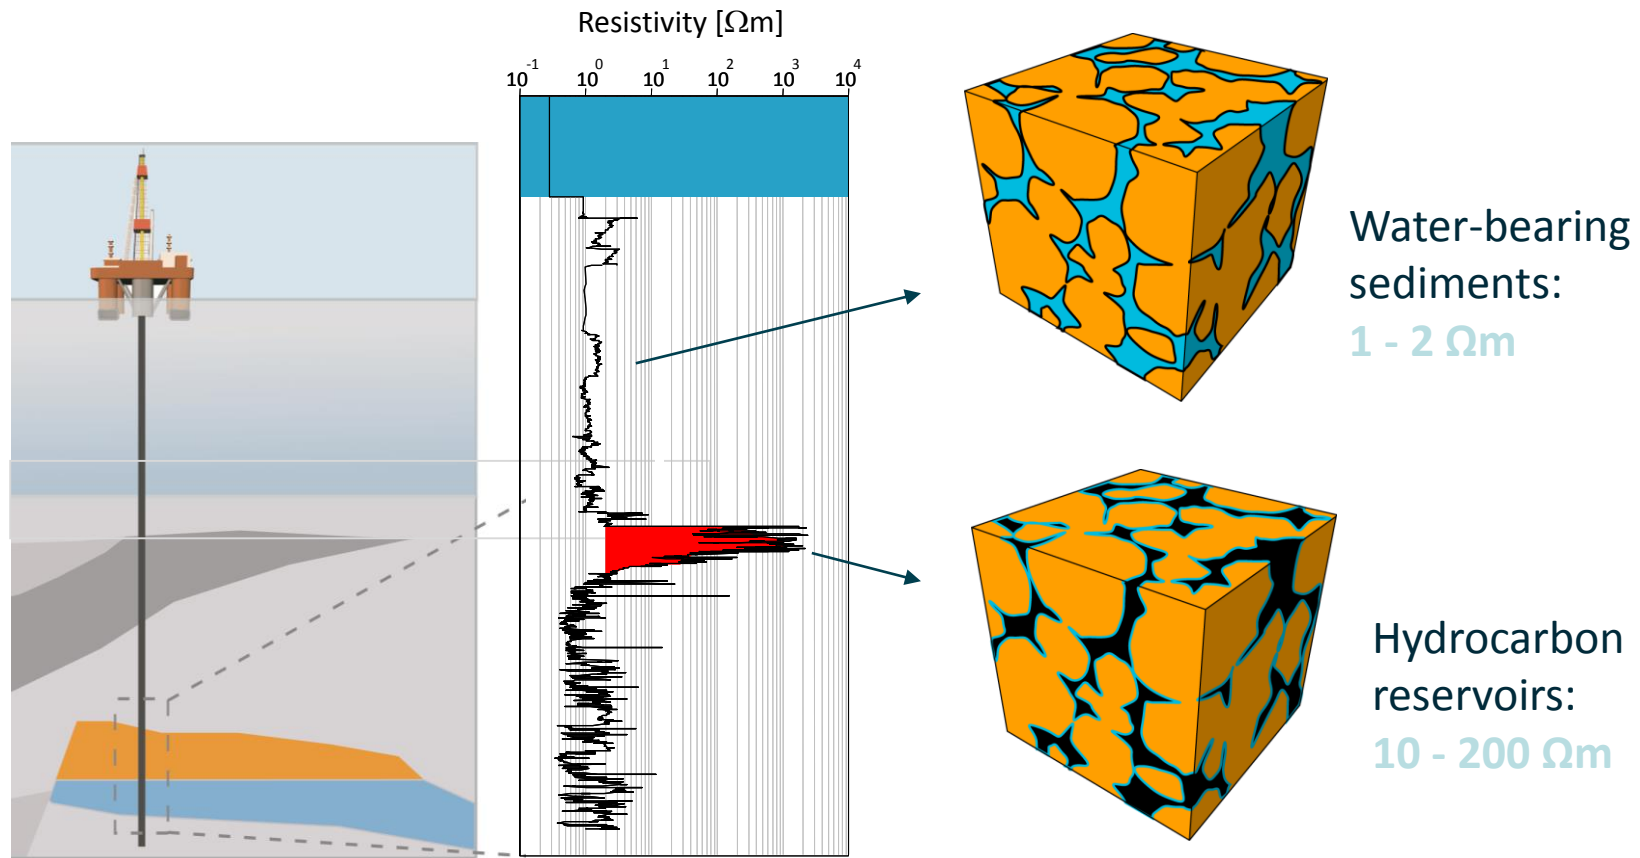 Resistivity [Ωm]
10⁻¹ 10⁰ 10¹ 10² 10³ 10⁴
Water-bearing
sediments:
1 - 2 Ωm
Hydrocarbon
reservoirs:
10 - 200 Ωm